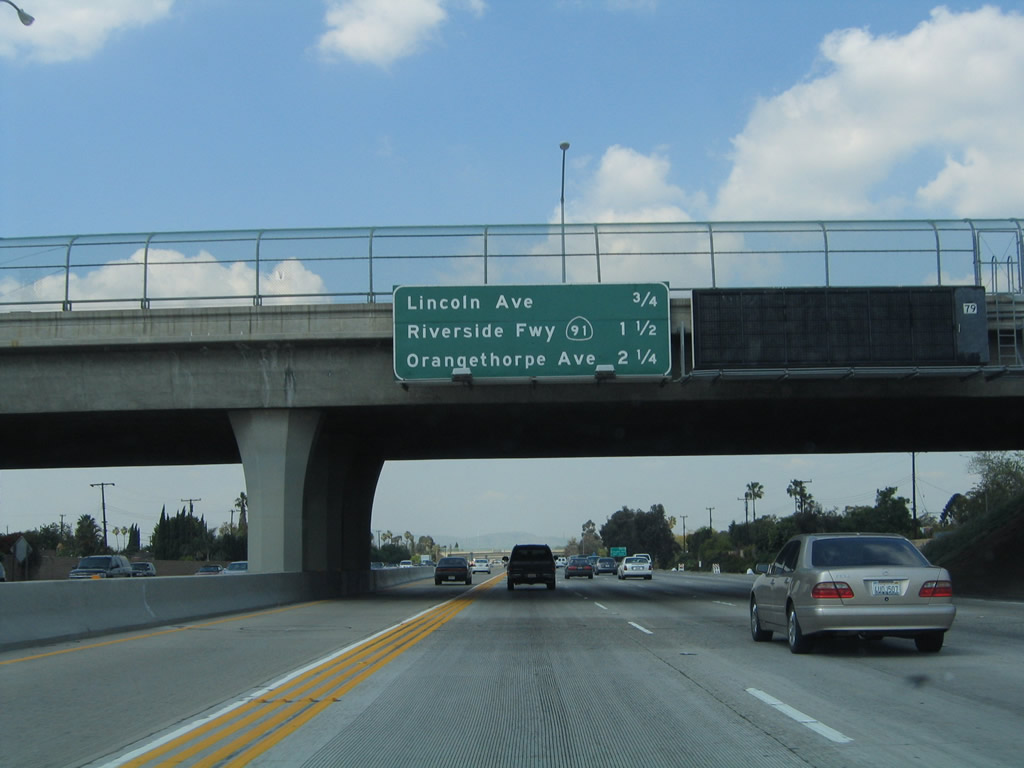 Lincoln Ave 3/4
Riverside Fwy 91 1 1/2
Orangethorpe Ave 2 1/4
79